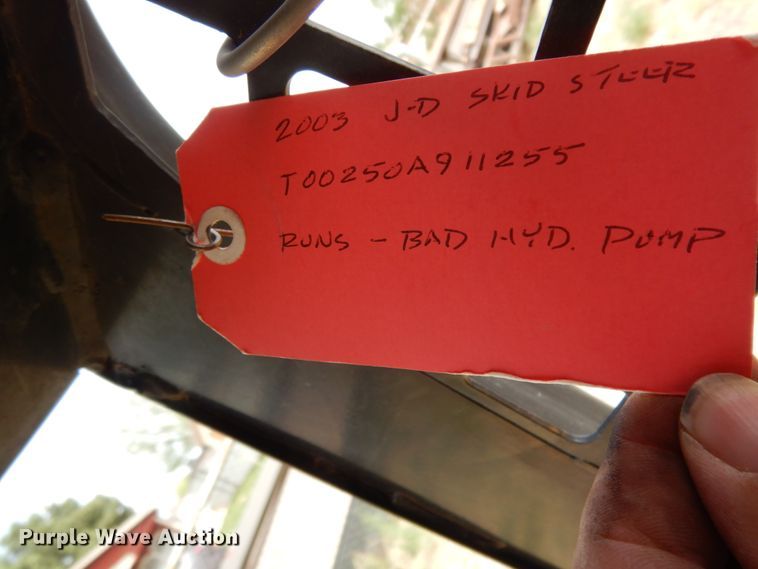 2003 J-D SKID STEER
T00250A911255
RUNS - BAD HYD. PUMP
Purple Wave Auction